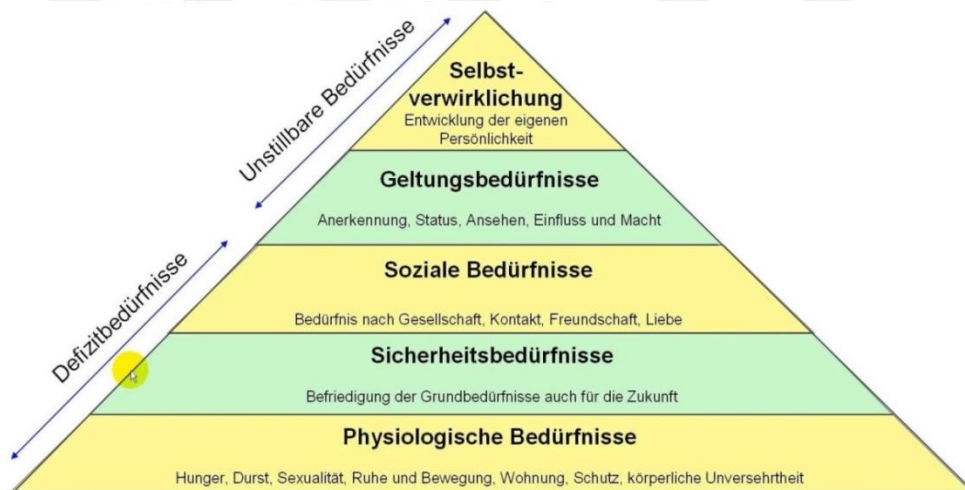 Unstillbare Bedürfnisse
Defizitbedürfnisse
Selbst-
verwirklichung
Entwicklung der eigenen
Persönlichkeit
Geltungsbedürfnisse
Anerkennung, Status, Ansehen, Einfluss und Macht
Soziale Bedürfnisse
Bedürfnis nach Gesellschaft, Kontakt, Freundschaft, Liebe
Sicherheitsbedürfnisse
Befriedigung der Grundbedürfnisse auch für die Zukunft
Physiologische Bedürfnisse
Hunger, Durst, Sexualität, Ruhe und Bewegung, Wohnung, Schutz, körperliche Unversehrtheit